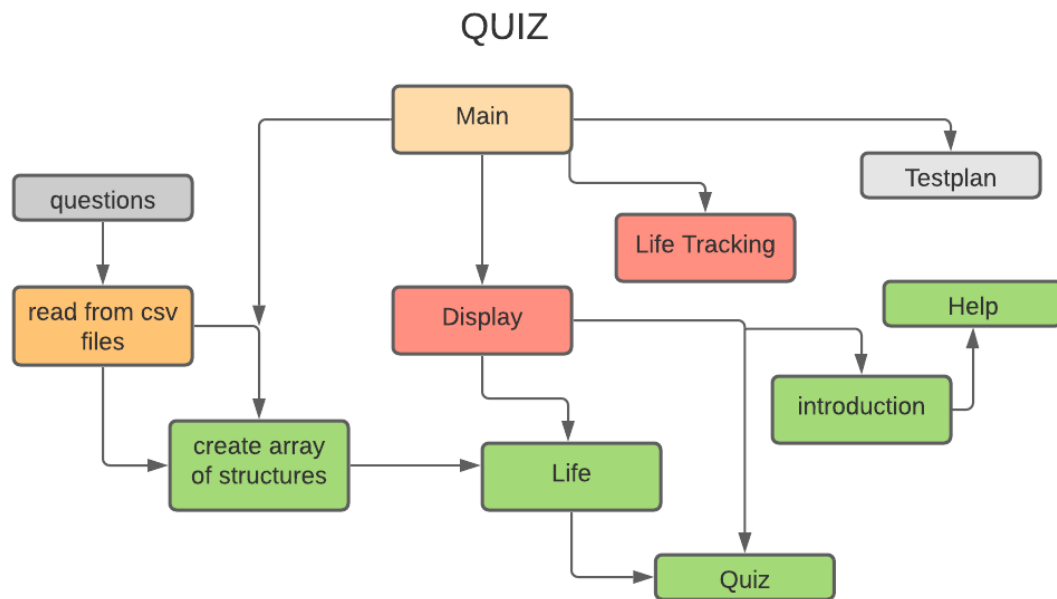 QUIZ
Main
Testplan
questions
Life Tracking
read from csv
files
Display
Help
introduction
create array
of structures
Life
Quiz